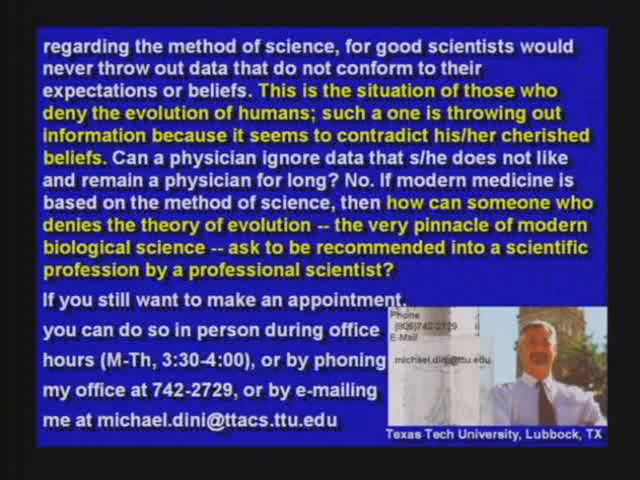 regarding the method of science, for good scientists would
never throw out data that do not conform to their
expectations or beliefs. This is the situation of those who
deny the evolution of humans; such a one is throwing out
information because it seems to contradict his/her cherished
beliefs. Can a physician ignore data that s/he does not like
and remain a physician for long? No. If modern medicine is
based on the method of science, then how can someone who
denies the theory of evolution -- the very pinnacle of modern
biological science -- ask to be recommended into a scientific
profession by a professional scientist?
If you still want to make an appointment,
you can do so in person during office
hours (M-Th, 3:30-4:00), or by phoning
my office at 742-2729, or by e-mailing
me at michael.dini@ttacs.ttu.edu
Phone
(806)742-2729
E-Mail
michael.dini@ttu.edu
Texas Tech University, Lubbock, TX